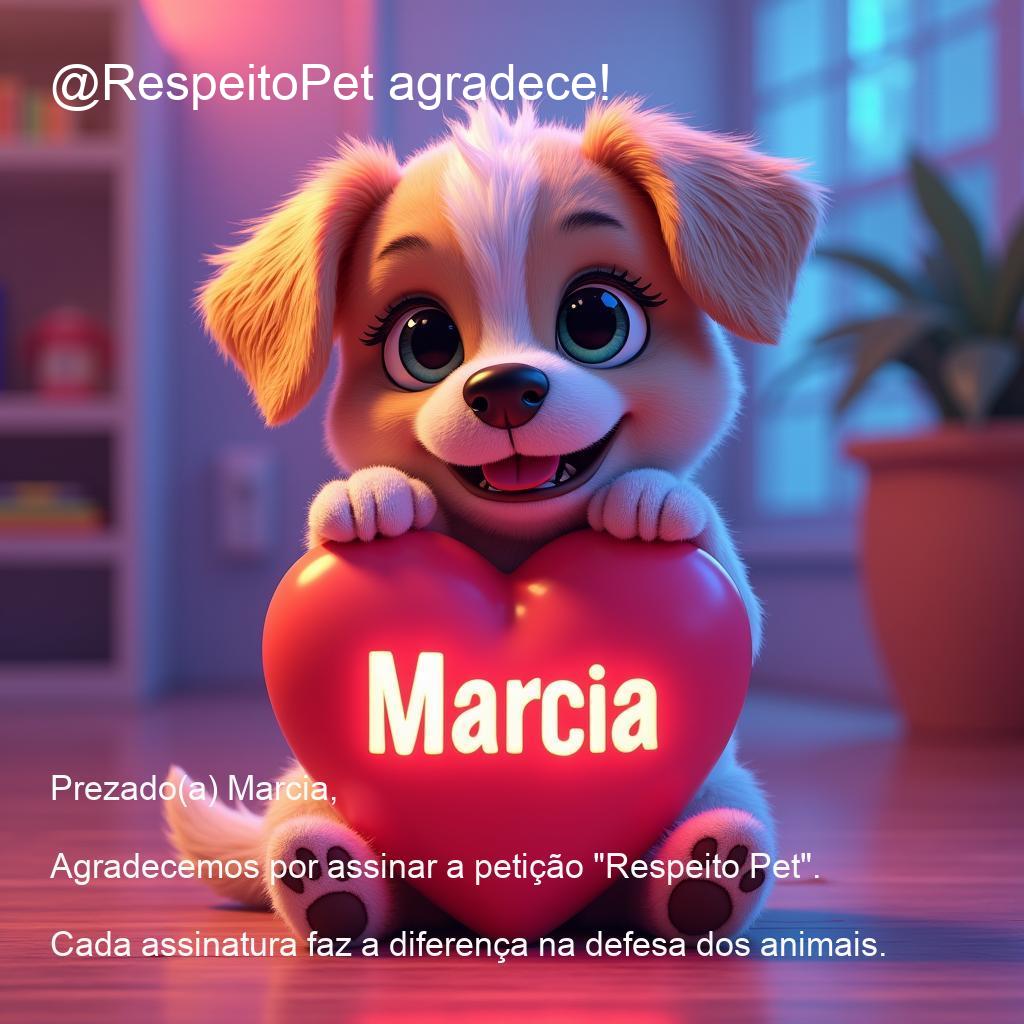 @RespeitoPet agradece!
Marcia
Prezado(a) Marcia,
Agradecemos por assinar a petição "Respeito Pet".
Cada assinatura faz a diferença na defesa dos animais.